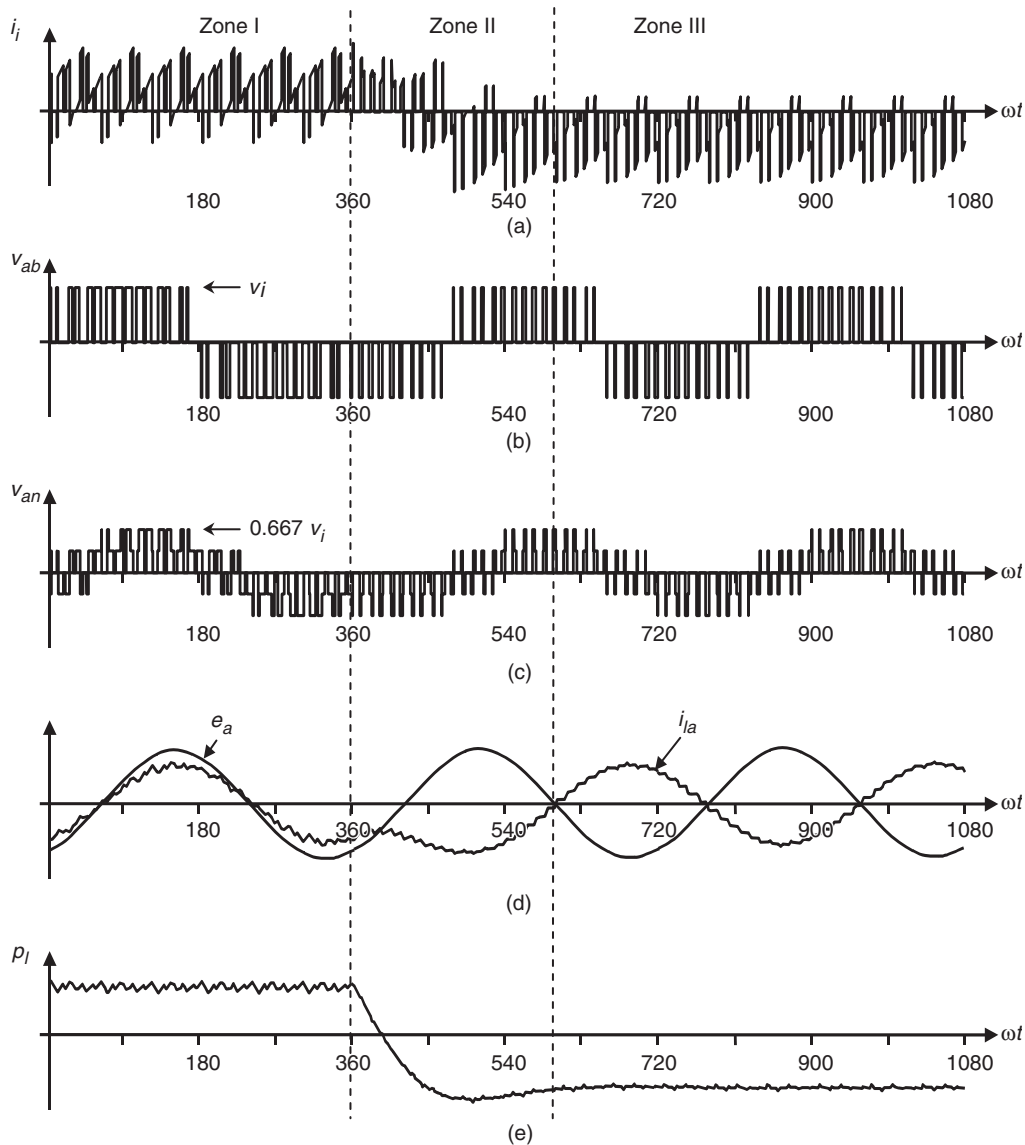 Zone I Zone II Zone III
i_i
ωt
180 360 540 720 900 1080
(a)
v_ab
v_i
ωt
180 360 540 720 900 1080
(b)
v_an
0.667 v_i
ωt
180 360 540 720 900 1080
(c)
e_a i_la
ωt
180 360 540 720 900 1080
(d)
p_l
ωt
180 360 540 720 900 1080
(e)